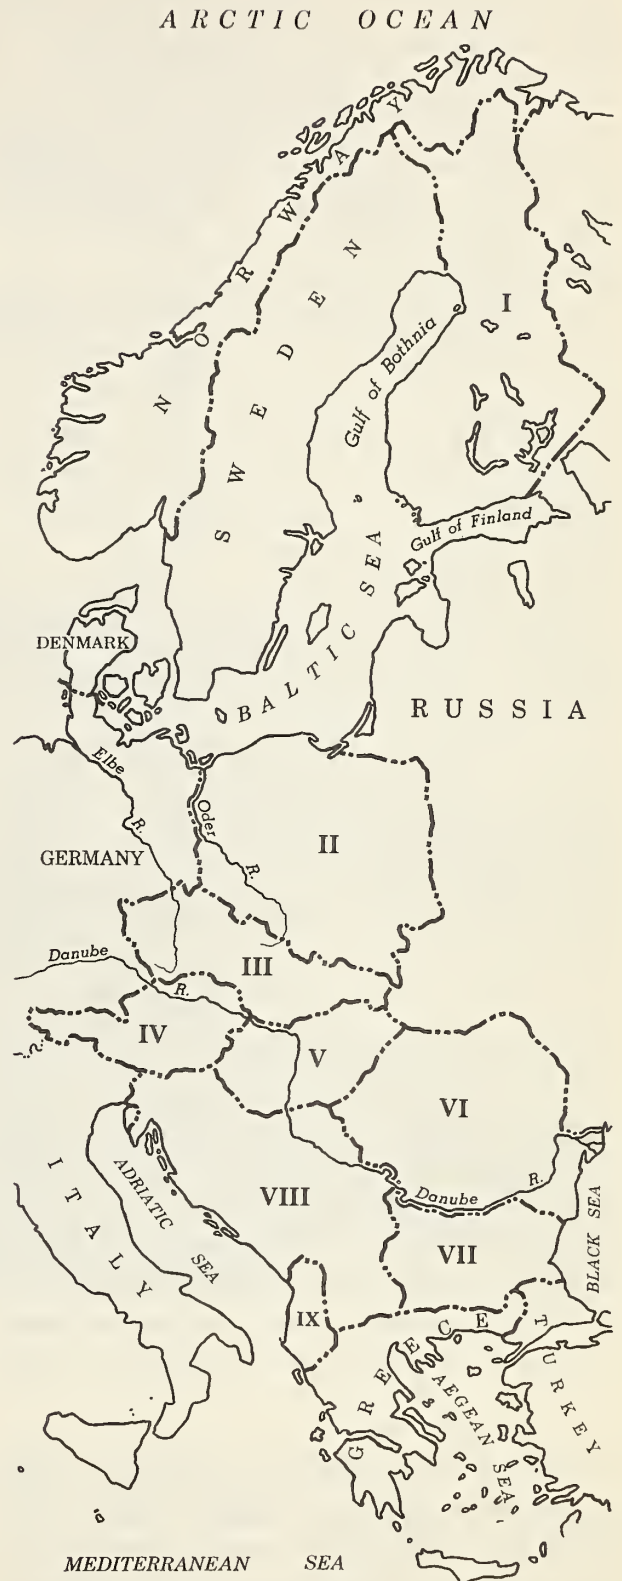 ARCTIC OCEAN
NORWAY
SWEDEN
I
Gulf of Bothnia
Gulf of Finland
BALTIC SEA
DENMARK
RUSSIA
Elbe R.
Oder R.
II
GERMANY
Danube R.
III
IV
V
VI
ITALY
ADRIATIC SEA
VIII
Danube R.
VII
BLACK SEA
IX
GREECE
TURKEY
AEGEAN SEA
MEDITERRANEAN SEA